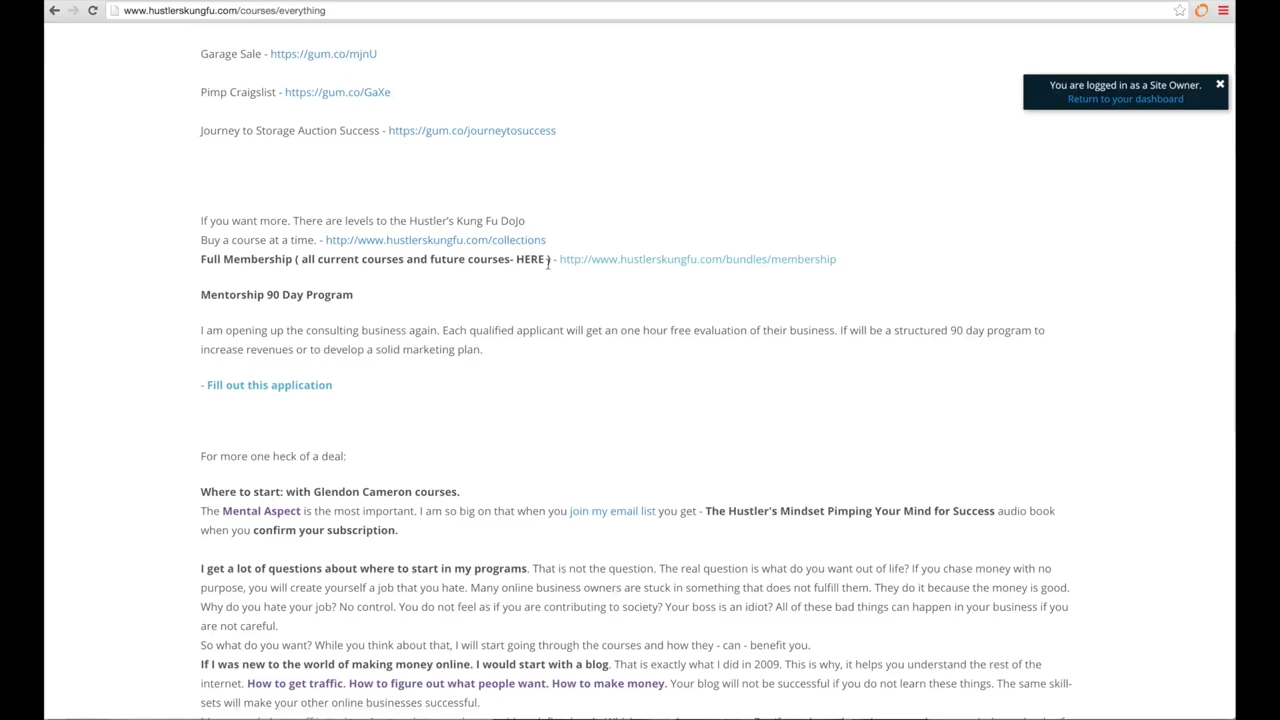 www.hustlerskungfu.com/courses/everything
Garage Sale - https://gum.co/mjnU
You are logged in as a Site Owner.
Return to your dashboard
Pimp Craigslist - https://gum.co/GaXe
Journey to Storage Auction Success - https://gum.co/journeytosuccess
If you want more. There are levels to the Hustler's Kung Fu DoJo
Buy a course at a time. - http://www.hustlerskungfu.com/collections
Full Membership ( all current courses and future courses- HERE ) - http://www.hustlerskungfu.com/bundles/membership
Mentorship 90 Day Program
I am opening up the consulting business again. Each qualified applicant will get an one hour free evaluation of their business. If will be a structured 90 day program to
increase revenues or to develop a solid marketing plan.
- Fill out this application
For more one heck of a deal:
Where to start: with Glendon Cameron courses.
The Mental Aspect is the most important. I am so big on that when you join my email list you get - The Hustler's Mindset Pimping Your Mind for Success audio book
when you confirm your subscription.
I get a lot of questions about where to start in my programs. That is not the question. The real question is what do you want out of life? If you chase money with no
purpose, you will create yourself a job that you hate. Many online business owners are stuck in something that does not fulfill them. They do it because the money is good.
Why do you hate your job? No control. You do not feel as if you are contributing to society? Your boss is an idiot? All of these bad things can happen in your business if you
are not careful.
So what do you want? While you think about that, I will start going through the courses and how they - can - benefit you.
If I was new to the world of making money online. I would start with a blog. That is exactly what I did in 2009. This is why, it helps you understand the rest of the
internet. How to get traffic. How to figure out what people want. How to make money. Your blog will not be successful if you do not learn these things. The same skill-
sets will make your other online businesses successful.